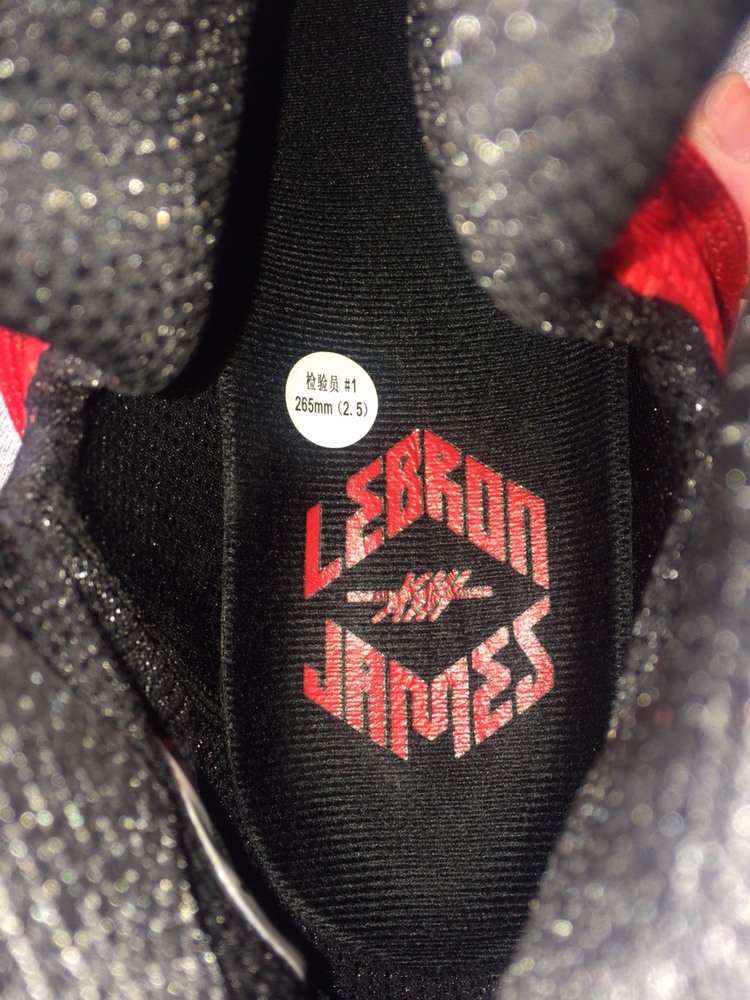 检验员 #1
265mm (2.5)
LEBRON
JAMES